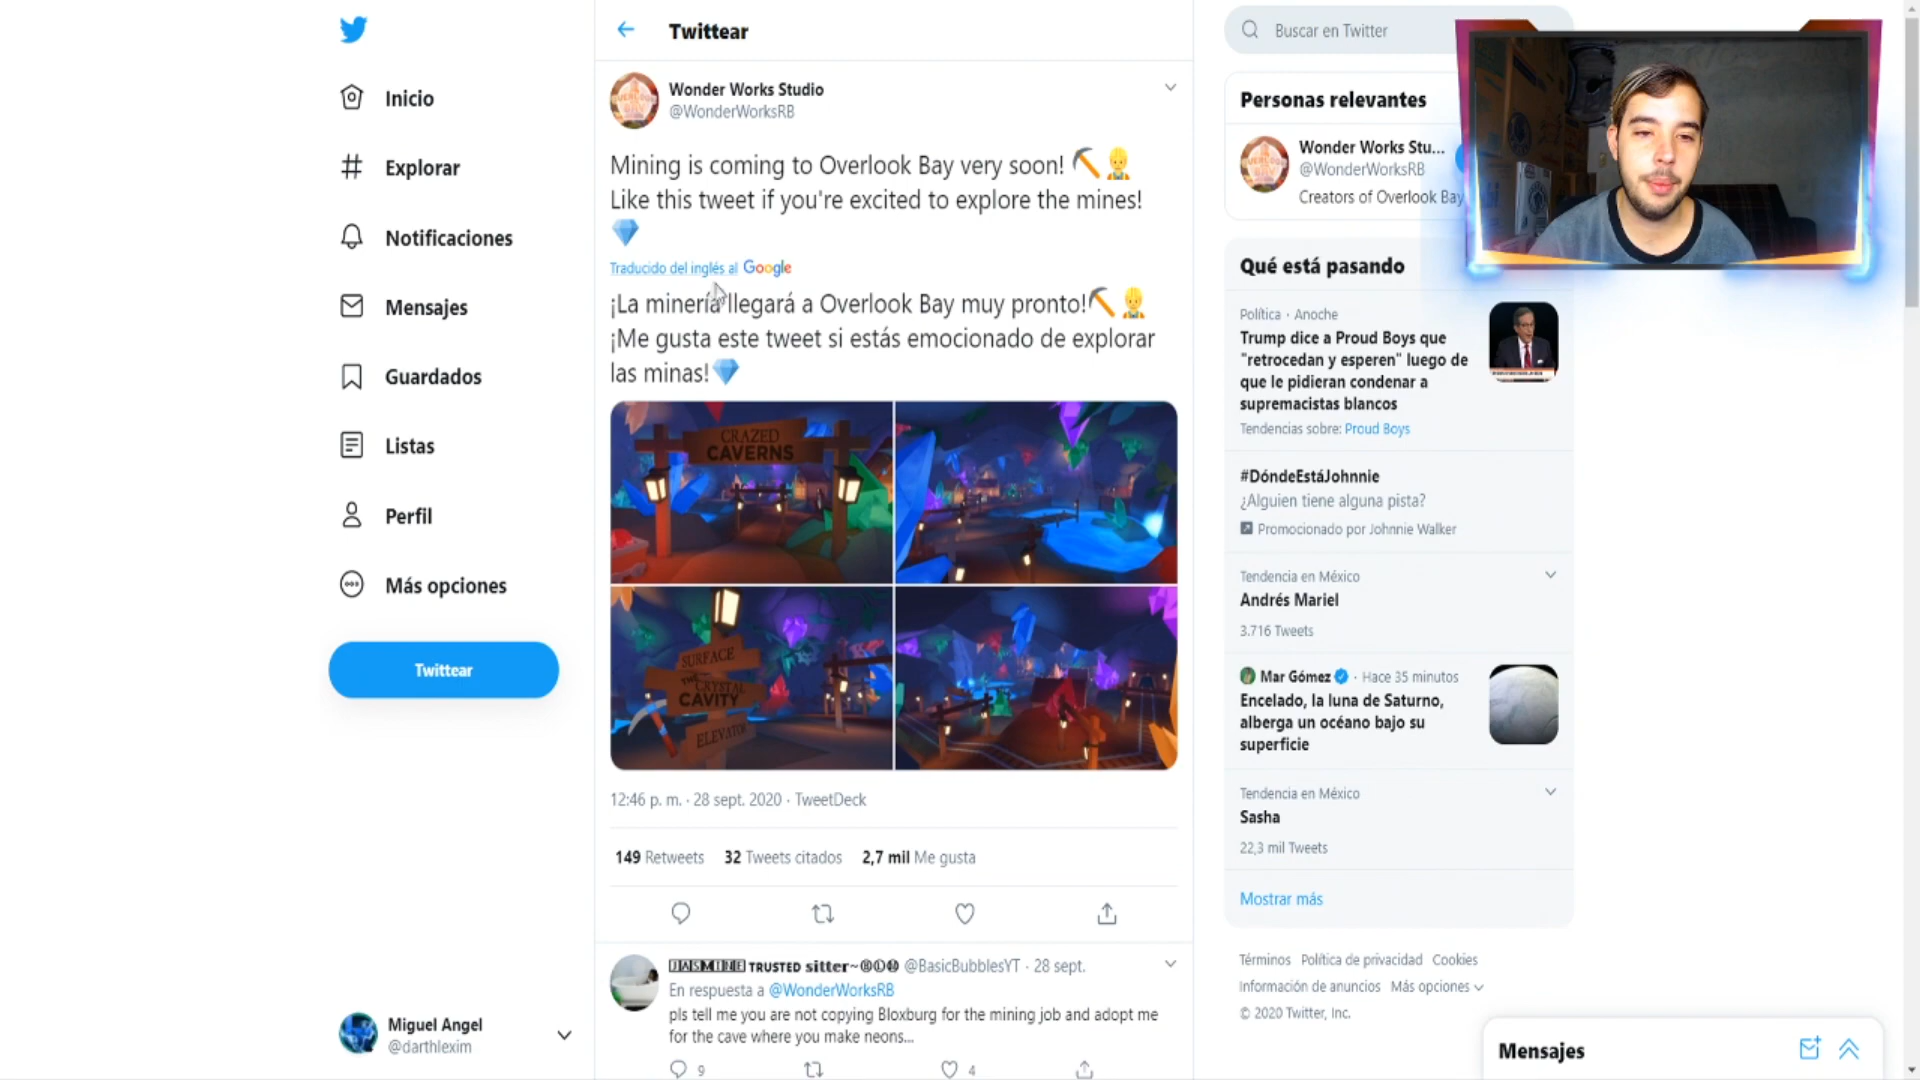 Inicio
Explorar
Notificaciones
Mensajes
Guardados
Listas
Perfil
Más opciones
Twittear
Miguel Angel
@darthlexim
Twittear
Wonder Works Studio
@WonderWorksRB
Mining is coming to Overlook Bay very soon! ⛏👷
Like this tweet if you're excited to explore the mines!
💎
Traducido del inglés al Google
¡La minería llegará a Overlook Bay muy pronto!⛏👷
¡Me gusta este tweet si estás emocionado de explorar
las minas!💎
CRAZED
CAVERNS
SURFACE
THE CRYSTAL
CAVITY
ELEVATOR
12:46 p. m. · 28 sept. 2020 · TweetDeck
149 Retweets 32 Tweets citados 2,7 mil Me gusta
🄹🄰🅂🄼🄸🄽🄴 TRUSTED sitter~ @BasicBubblesYT · 28 sept.
En respuesta a @WonderWorksRB
pls tell me you are not copying Bloxburg for the mining job and adopt me
for the cave where you make neons...
9 4
Buscar en Twitter
Personas relevantes
Wonder Works Stu...
@WonderWorksRB
Creators of Overlook Bay
Qué está pasando
Política · Anoche
Trump dice a Proud Boys que
"retrocedan y esperen" luego de
que le pidieran condenar a
supremacistas blancos
Tendencias sobre: Proud Boys
#DóndeEstáJohnnie
¿Alguien tiene alguna pista?
Promocionado por Johnnie Walker
Tendencia en México
Andrés Mariel
3.716 Tweets
Mar Gómez · Hace 35 minutos
Encelado, la luna de Saturno,
alberga un océano bajo su
superficie
Tendencia en México
Sasha
22,3 mil Tweets
Mostrar más
Términos Política de privacidad Cookies
Información de anuncios Más opciones
© 2020 Twitter, Inc.
Mensajes